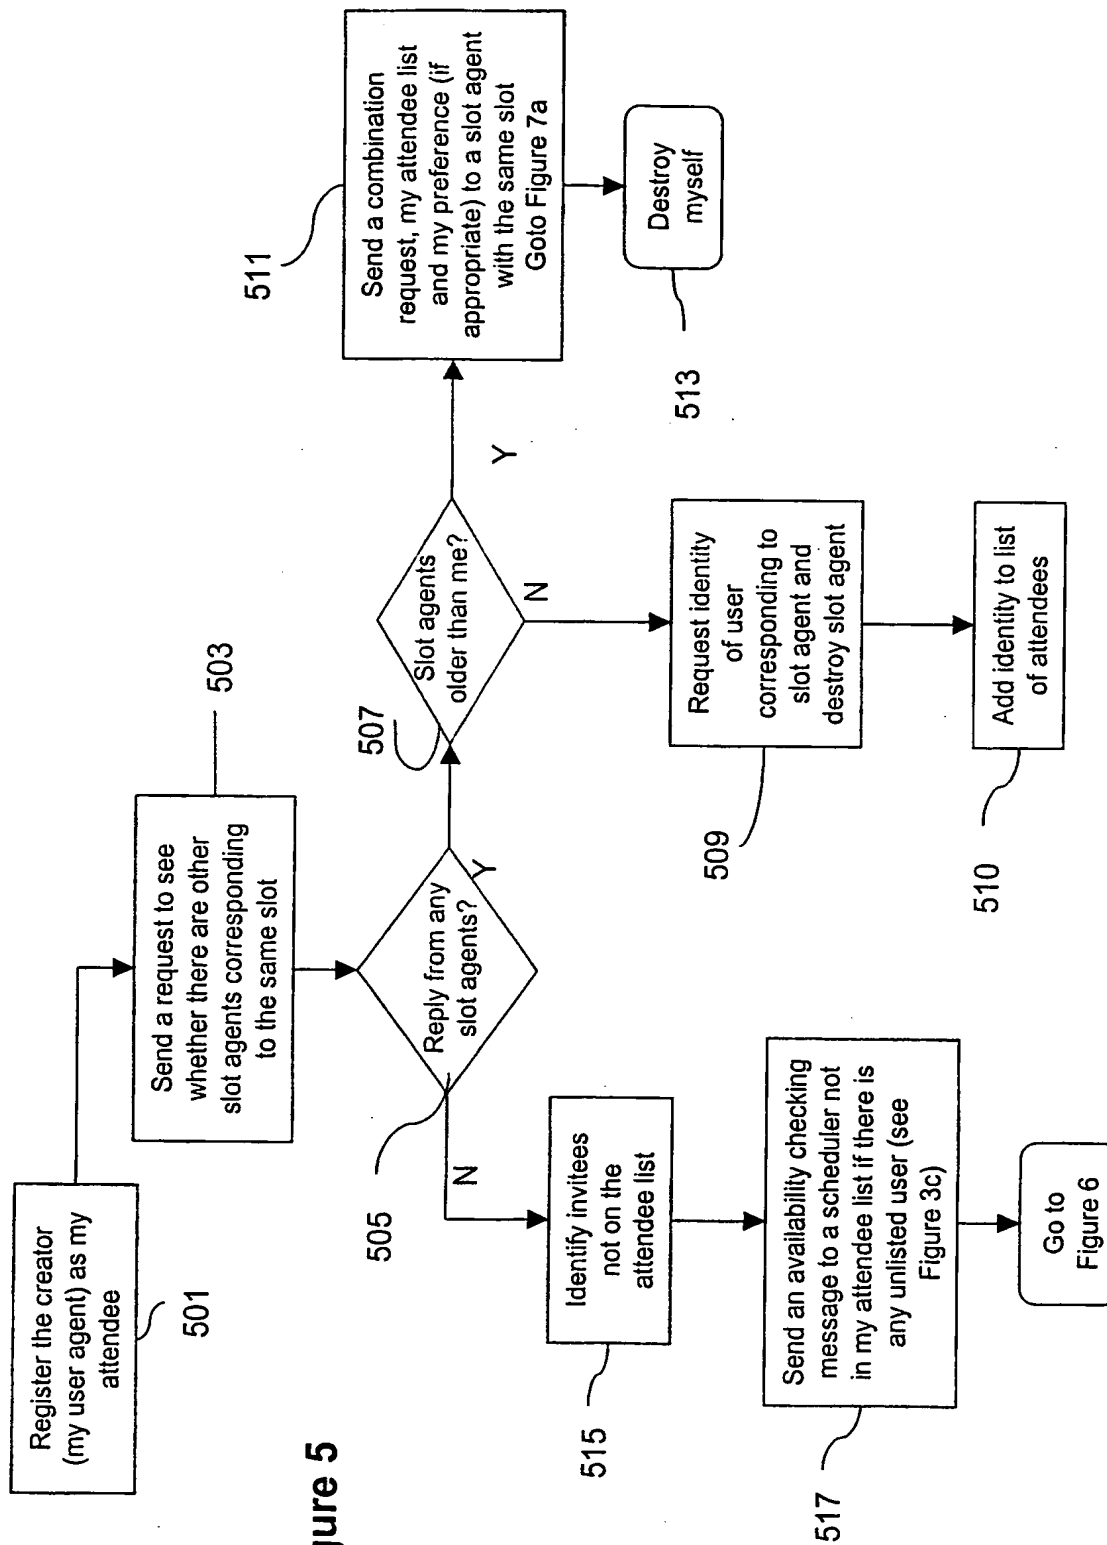 Register the creator
(my user agent) as my
attendee
501
Send a request to see
whether there are other
slot agents corresponding
to the same slot
503
Reply from any
slot agents?
505
Y
N
Slot agents
older than me?
507
Y
N
Send a combination
request, my attendee list
and my preference (if
appropriate) to a slot agent
with the same slot
Goto Figure 7a
511
Destroy
myself
513
Request identity
of user
corresponding to
slot agent and
destroy slot agent
509
Add identity to list
of attendees
510
Identify invitees
not on the
attendee list
515
Send an availability checking
message to a scheduler not
in my attendee list if there is
any unlisted user (see
Figure 3c)
517
Go to
Figure 6
gure 5